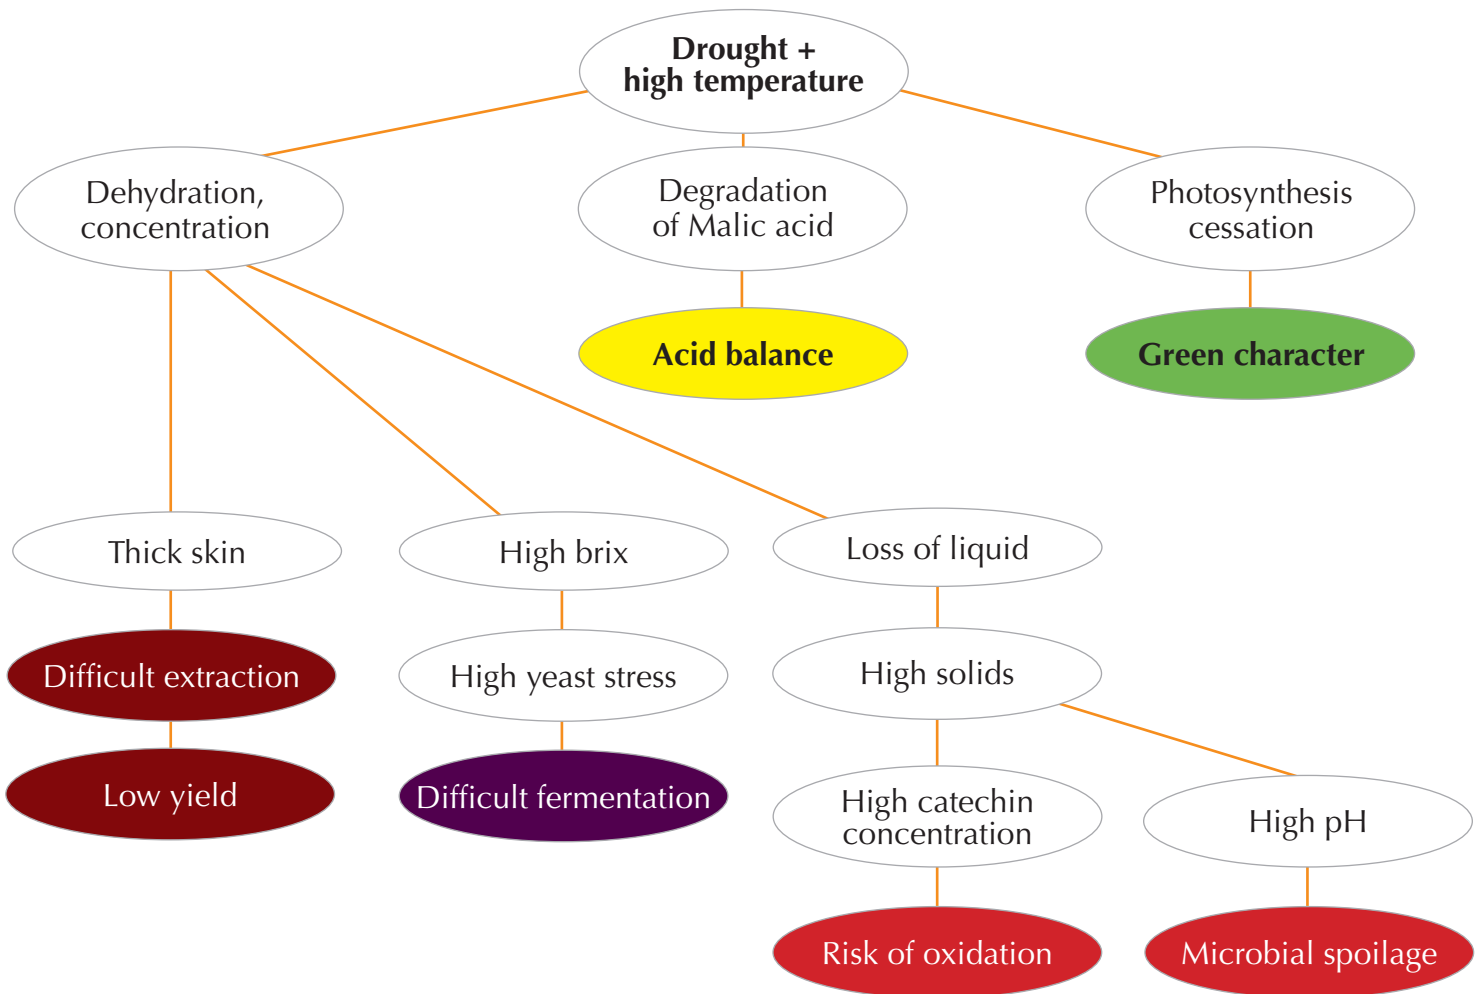 Drought +
high temperature
Dehydration,
concentration
Degradation
of Malic acid
Photosynthesis
cessation
Acid balance
Green character
Thick skin
High brix
Loss of liquid
Difficult extraction
High yeast stress
High solids
Low yield
Difficult fermentation
High catechin
concentration
High pH
Risk of oxidation
Microbial spoilage